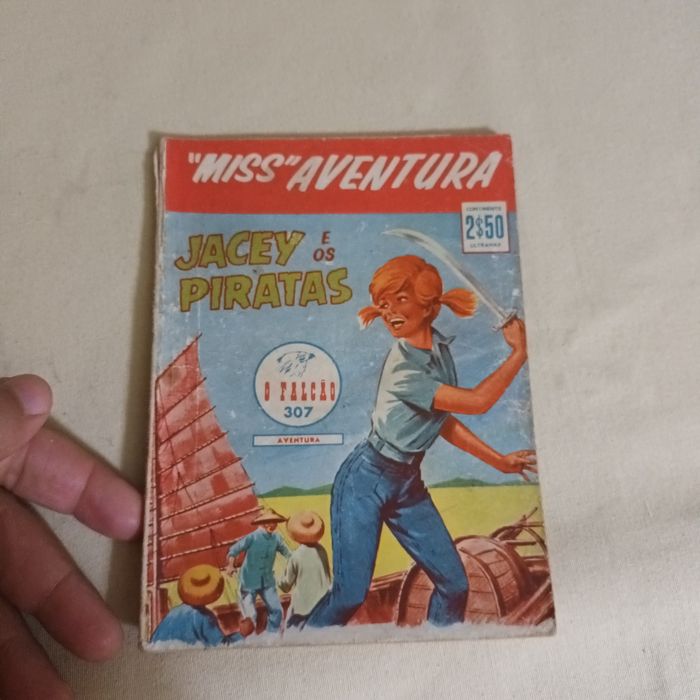 "MISS" AVENTURA
CONTINENTE
2$50
ULTRAMAR
JACEY E OS
PIRATAS
O FALCÃO
307
AVENTURA